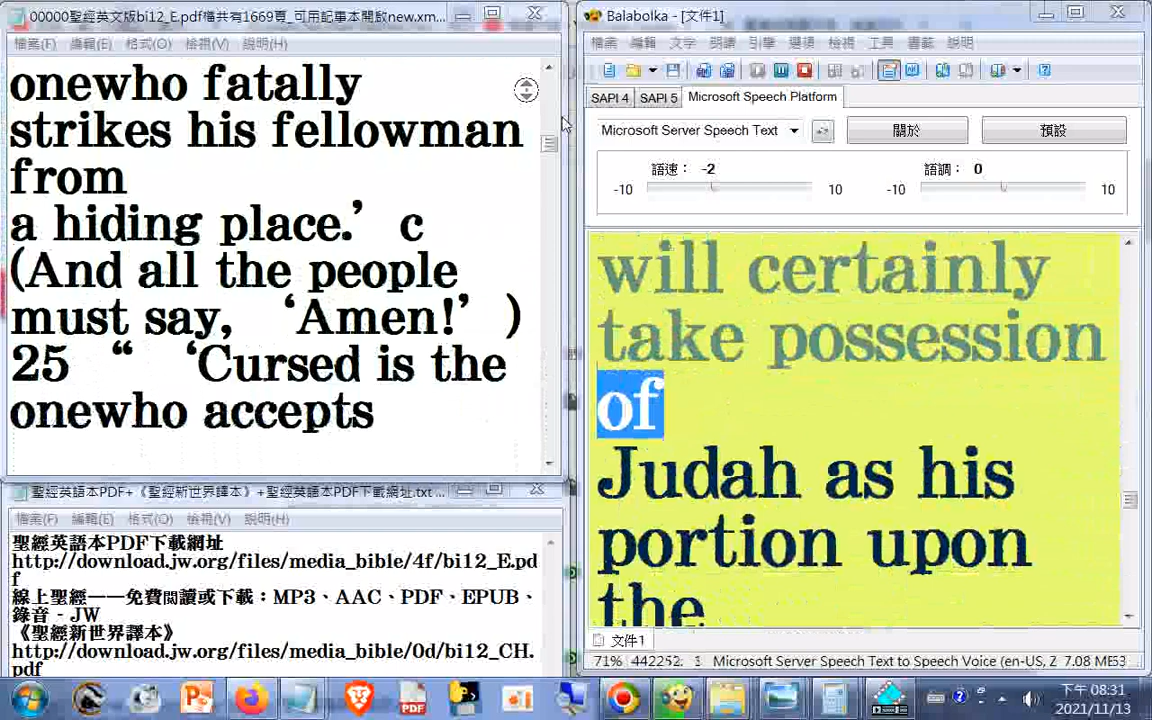 00000聖經英文版bi12_E.pdf檔共有1669頁_可用記事本開啟new.xm...
檔案(F) 編輯(E) 格式(O) 檢視(V) 說明(H)
onewho fatally
strikes his fellowman
from
a hiding place.’ c
(And all the people
must say, ‘Amen!’ )
25 “ ‘Cursed is the
onewho accepts
聖經英語本PDF+《聖經新世界譯本》+聖經英語本PDF下載網址.txt ...
檔案(F) 編輯(E) 格式(O) 檢視(V) 說明(H)
聖經英語本PDF下載網址
http://download.jw.org/files/media_bible/4f/bi12_E.pd
f
線上聖經——免費閱讀或下載：MP3、AAC、PDF、EPUB、
錄音 - JW
《聖經新世界譯本》
http://download.jw.org/files/media_bible/0d/bi12_CH.
pdf
Balabolka - [文件1]
檔案 編輯 文字 朗讀 引擎 選項 檢視 工具 書籤 說明
SAPI 4 SAPI 5 Microsoft Speech Platform
Microsoft Server Speech Text
關於 預設
語速： -2 語調： 0
-10 10 -10 10
will certainly
take possession
of
Judah as his
portion upon
the
文件1
71% 442252: 1 Microsoft Server Speech Text to Speech Voice (en-US, Z 7.08 ME53
PDF
下午 08:31
2021/11/13